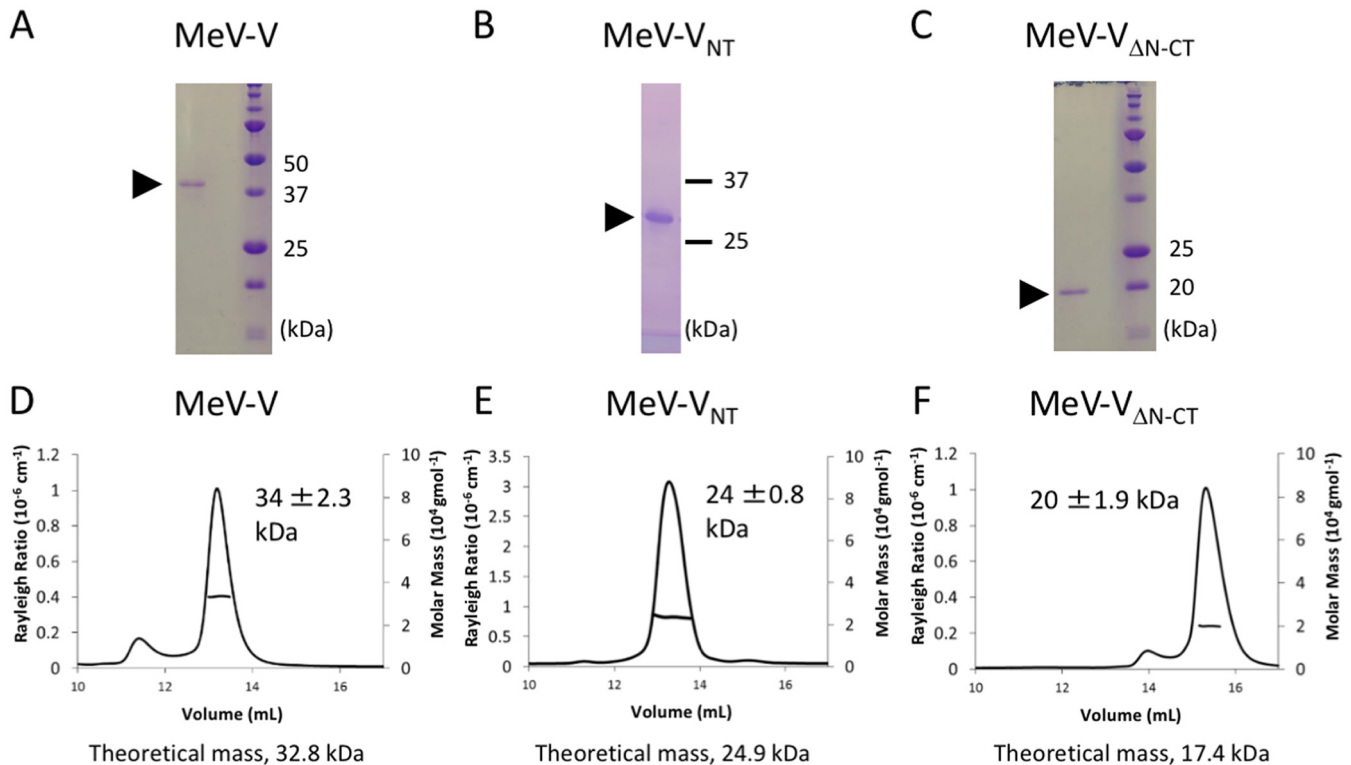 A
MeV-V
50
37
25
(kDa)
B
MeV-VNT
37
25
(kDa)
C
MeV-VΔN-CT
25
20
(kDa)
D
MeV-V
Rayleigh Ratio (10-6 cm-1)
1.2
1
0.8
0.6
0.4
0.2
0
34 ±2.3
kDa
10
8
6
4
2
0
Molar Mass (104 gmol-1)
10 12 14 16
Volume (mL)
Theoretical mass, 32.8 kDa
E
MeV-VNT
Rayleigh Ratio (10-6 cm-1)
3.5
3
2.5
2
1.5
1
0.5
0
24 ±0.8
kDa
10
8
6
4
2
0
Molar Mass (104 gmol-1)
10 12 14 16
Volume (mL)
Theoretical mass, 24.9 kDa
F
MeV-VΔN-CT
Rayleigh Ratio (10-6 cm-1)
1.2
1
0.8
0.6
0.4
0.2
0
20 ±1.9 kDa
10
8
6
4
2
0
Molar Mass (104 gmol-1)
10 12 14 16
Volume (mL)
Theoretical mass, 17.4 kDa